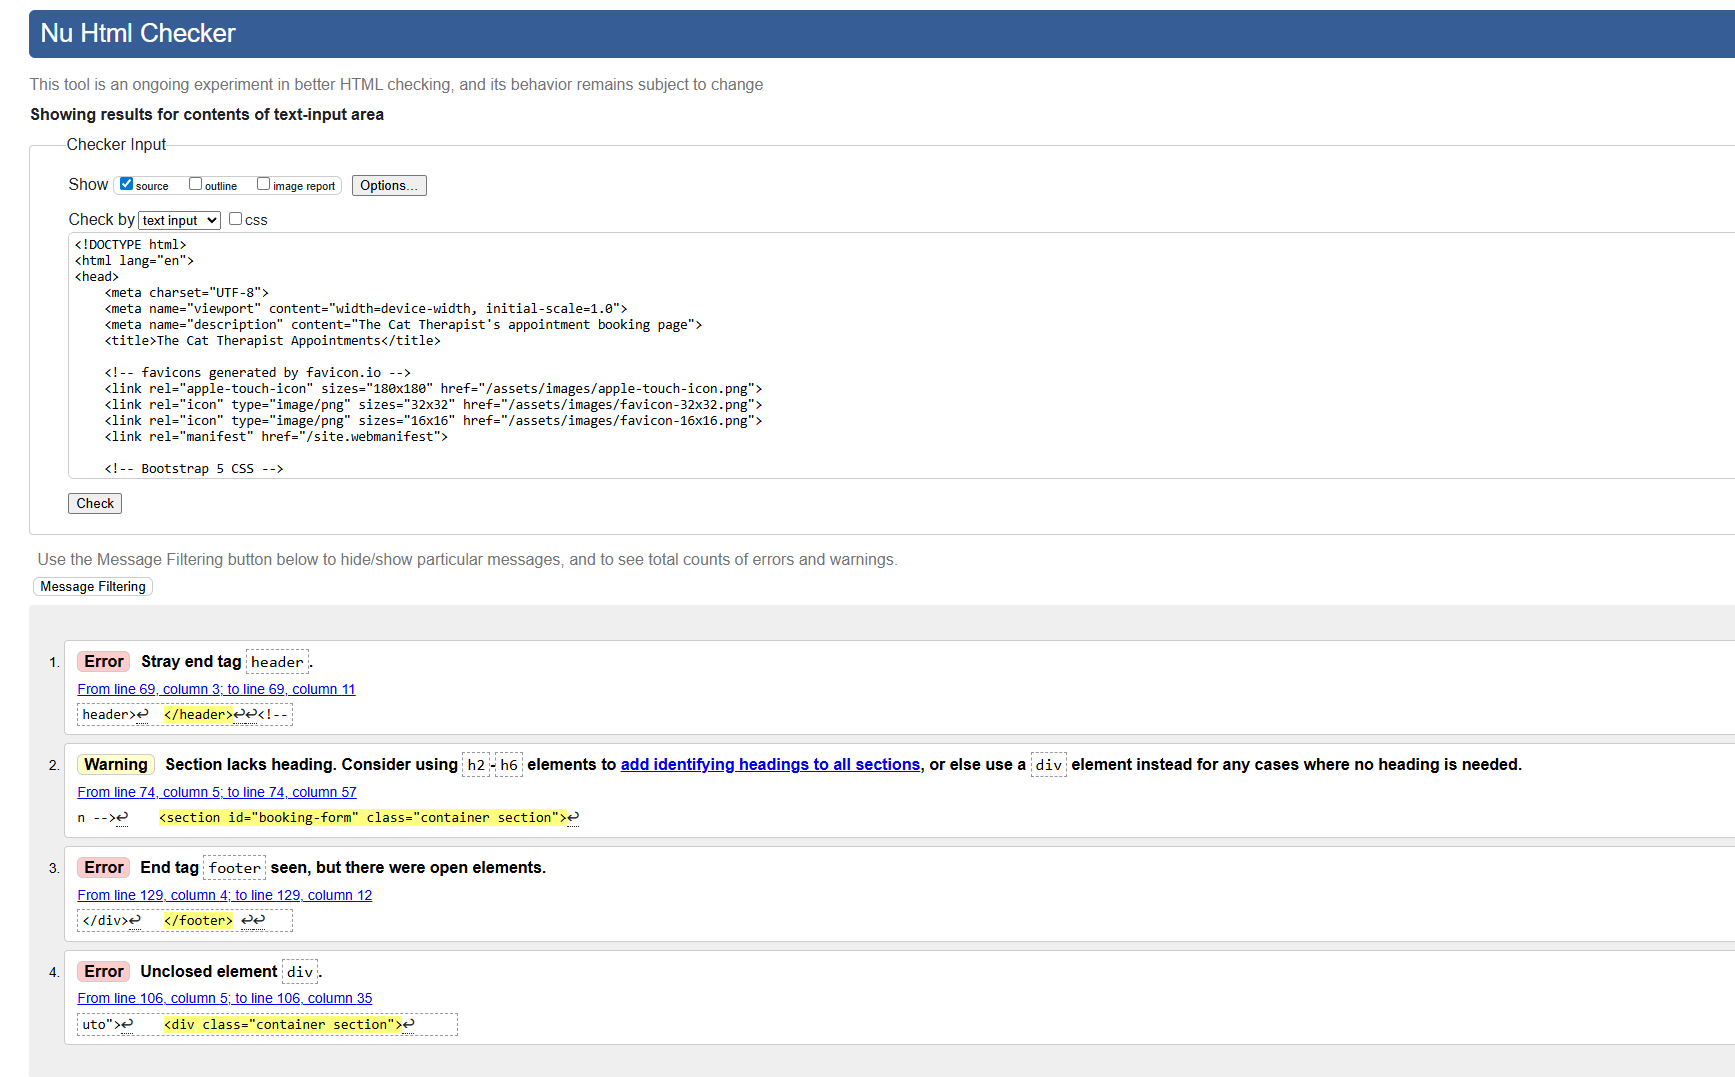 Nu Html Checker
This tool is an ongoing experiment in better HTML checking, and its behavior remains subject to change
Showing results for contents of text-input area
Checker Input
Show source outline image report Options...
Check by text input css
<!DOCTYPE html>
<html lang="en">
<head>
    <meta charset="UTF-8">
    <meta name="viewport" content="width=device-width, initial-scale=1.0">
    <meta name="description" content="The Cat Therapist's appointment booking page">
    <title>The Cat Therapist Appointments</title>
    <!-- favicons generated by favicon.io -->
    <link rel="apple-touch-icon" sizes="180x180" href="/assets/images/apple-touch-icon.png">
    <link rel="icon" type="image/png" sizes="32x32" href="/assets/images/favicon-32x32.png">
    <link rel="icon" type="image/png" sizes="16x16" href="/assets/images/favicon-16x16.png">
    <link rel="manifest" href="/site.webmanifest">
    <!-- Bootstrap 5 CSS -->
Check
Use the Message Filtering button below to hide/show particular messages, and to see total counts of errors and warnings.
Message Filtering
1. Error Stray end tag header.
From line 69, column 3; to line 69, column 11
header>↩  </header>↩↩<!--
2. Warning Section lacks heading. Consider using h2-h6 elements to add identifying headings to all sections, or else use a div element instead for any cases where no heading is needed.
From line 74, column 5; to line 74, column 57
n -->↩    <section id="booking-form" class="container section">↩
3. Error End tag footer seen, but there were open elements.
From line 129, column 4; to line 129, column 12
</div>↩   </footer> ↩↩
4. Error Unclosed element div.
From line 106, column 5; to line 106, column 35
uto">↩    <div class="container section">↩